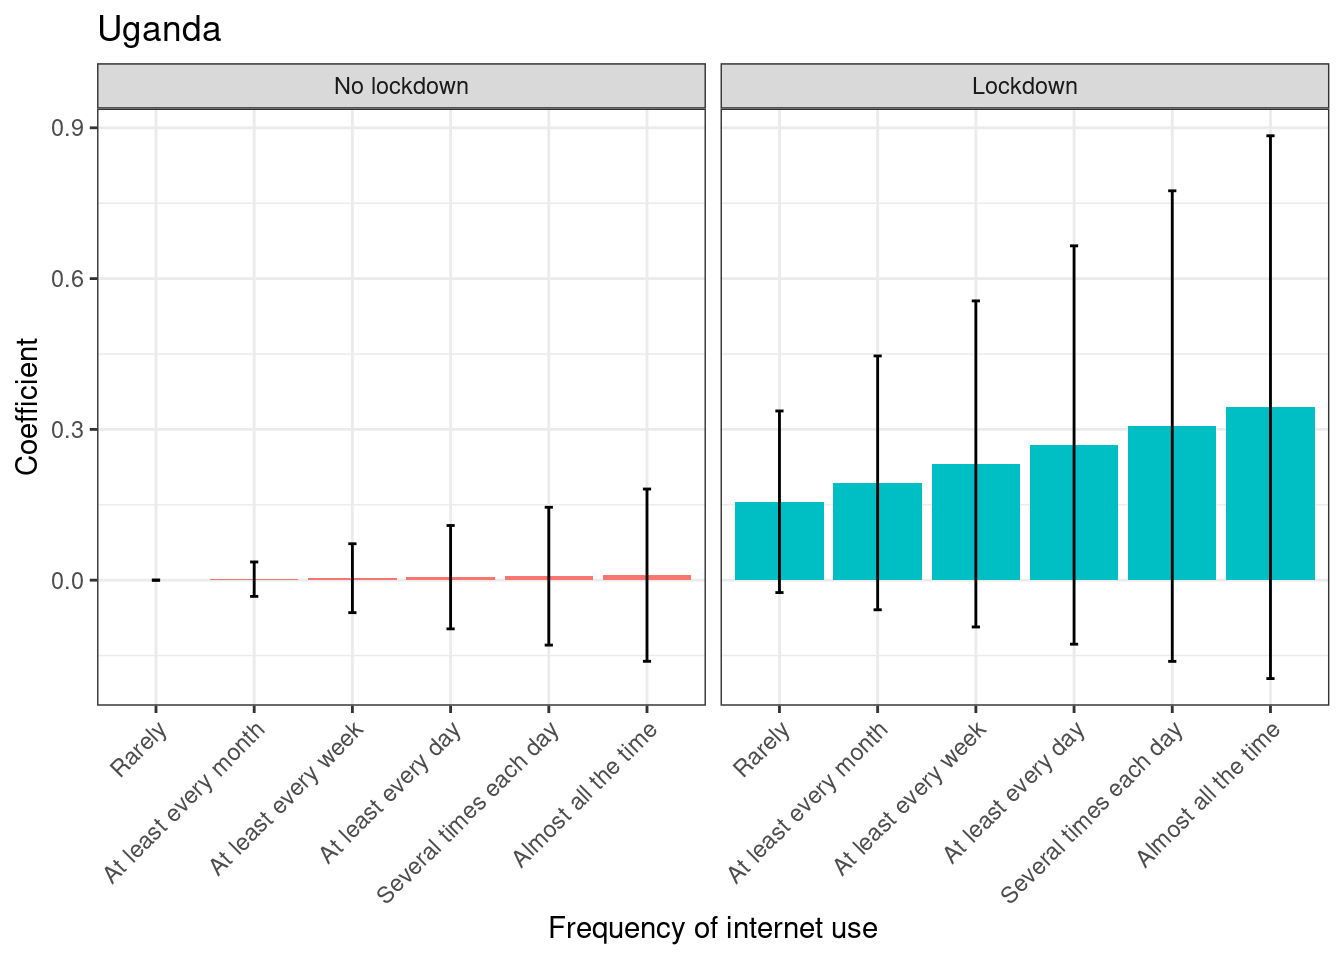 Uganda
No lockdown
Lockdown
Coefficient
0.9
0.6
0.3
0.0
Rarely
At least every month
At least every week
At least every day
Several times each day
Almost all the time
Rarely
At least every month
At least every week
At least every day
Several times each day
Almost all the time
Frequency of internet use